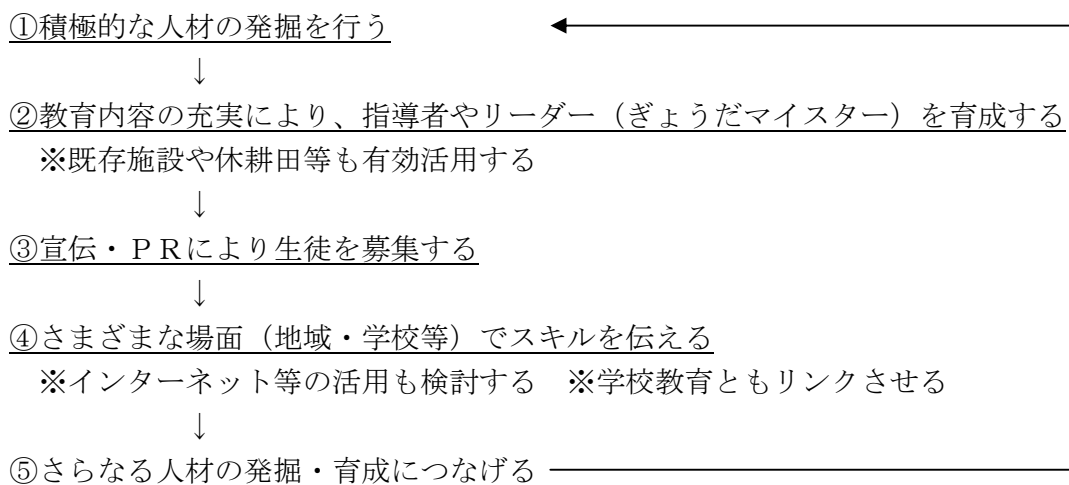 ①積極的な人材の発掘を行う
↓
②教育内容の充実により、指導者やリーダー（ぎょうだマイスター）を育成する
※既存施設や休耕田等も有効活用する
↓
③宣伝・ＰＲにより生徒を募集する
↓
④さまざまな場面（地域・学校等）でスキルを伝える
※インターネット等の活用も検討する　※学校教育ともリンクさせる
↓
⑤さらなる人材の発掘・育成につなげる